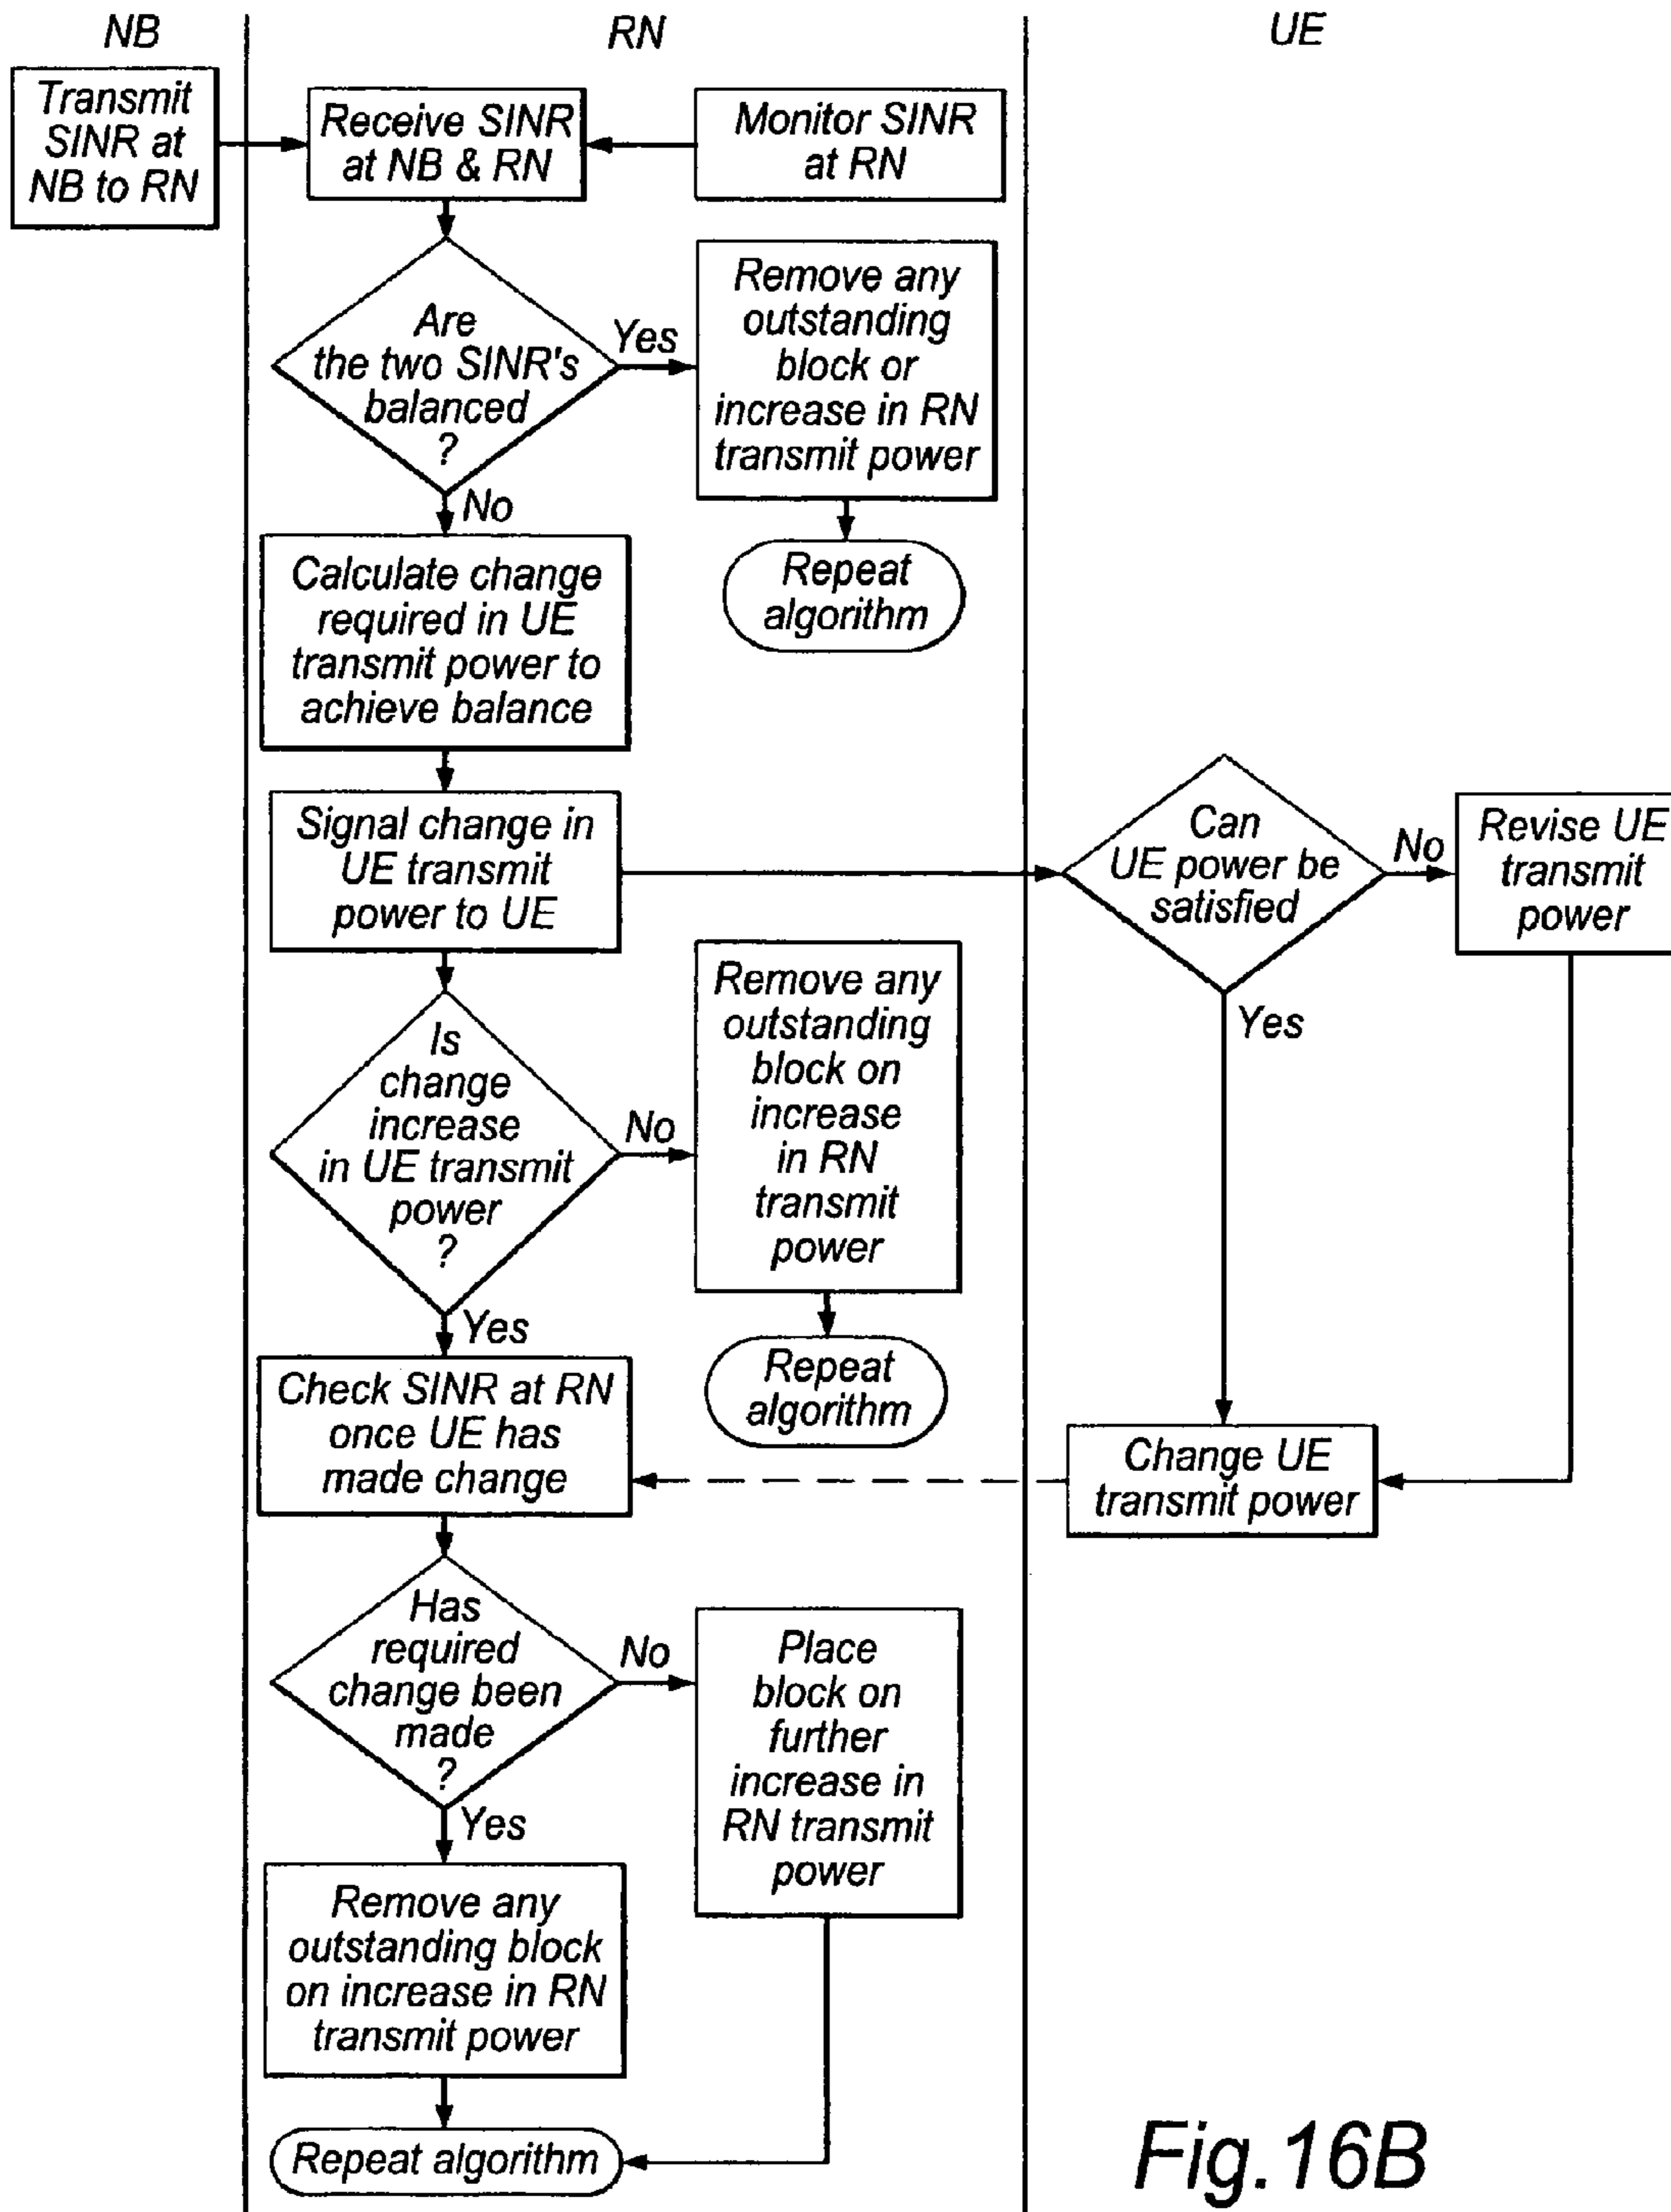 NB
RN
UE
Transmit
SINR at
NB to RN
Receive SINR
at NB & RN
Monitor SINR
at RN
Are
the two SINR's
balanced
?
Yes
Remove any
outstanding
block or
increase in RN
transmit power
Repeat
algorithm
No
Calculate change
required in UE
transmit power to
achieve balance
Signal change in
UE transmit
power to UE
Can
UE power be
satisfied
No
Revise UE
transmit
power
Yes
Is
change
increase
in UE transmit
power
?
No
Remove any
outstanding
block on
increase
in RN
transmit
power
Repeat
algorithm
Yes
Check SINR at RN
once UE has
made change
Change UE
transmit power
Has
required
change been
made
?
No
Place
block on
further
increase in
RN transmit
power
Yes
Remove any
outstanding block
on increase in RN
transmit power
Repeat algorithm
Fig.16B